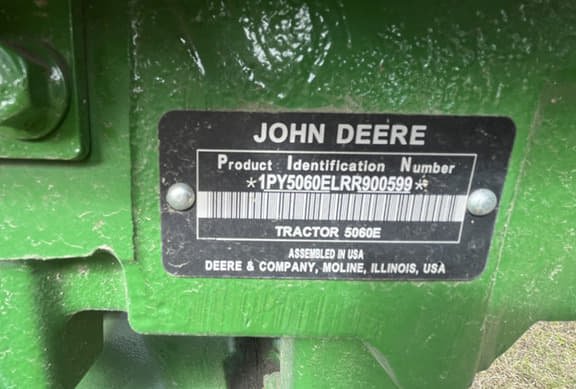 JOHN DEERE
Product Identification Number
*1PY5060ELRR900599*
TRACTOR 5060E
ASSEMBLED IN USA
DEERE & COMPANY, MOLINE, ILLINOIS, USA